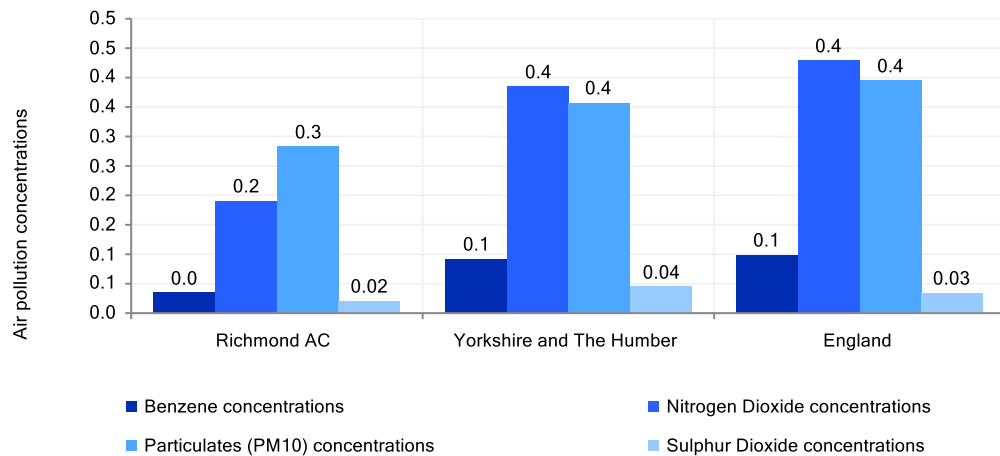 Air pollution concentrations
0.5
0.5
0.4
0.4
0.3
0.3
0.2
0.2
0.1
0.1
0.0
0.0
0.2
0.3
0.02
0.1
0.4
0.4
0.04
0.1
0.4
0.4
0.03
Richmond AC
Yorkshire and The Humber
England
Benzene concentrations
Nitrogen Dioxide concentrations
Particulates (PM10) concentrations
Sulphur Dioxide concentrations